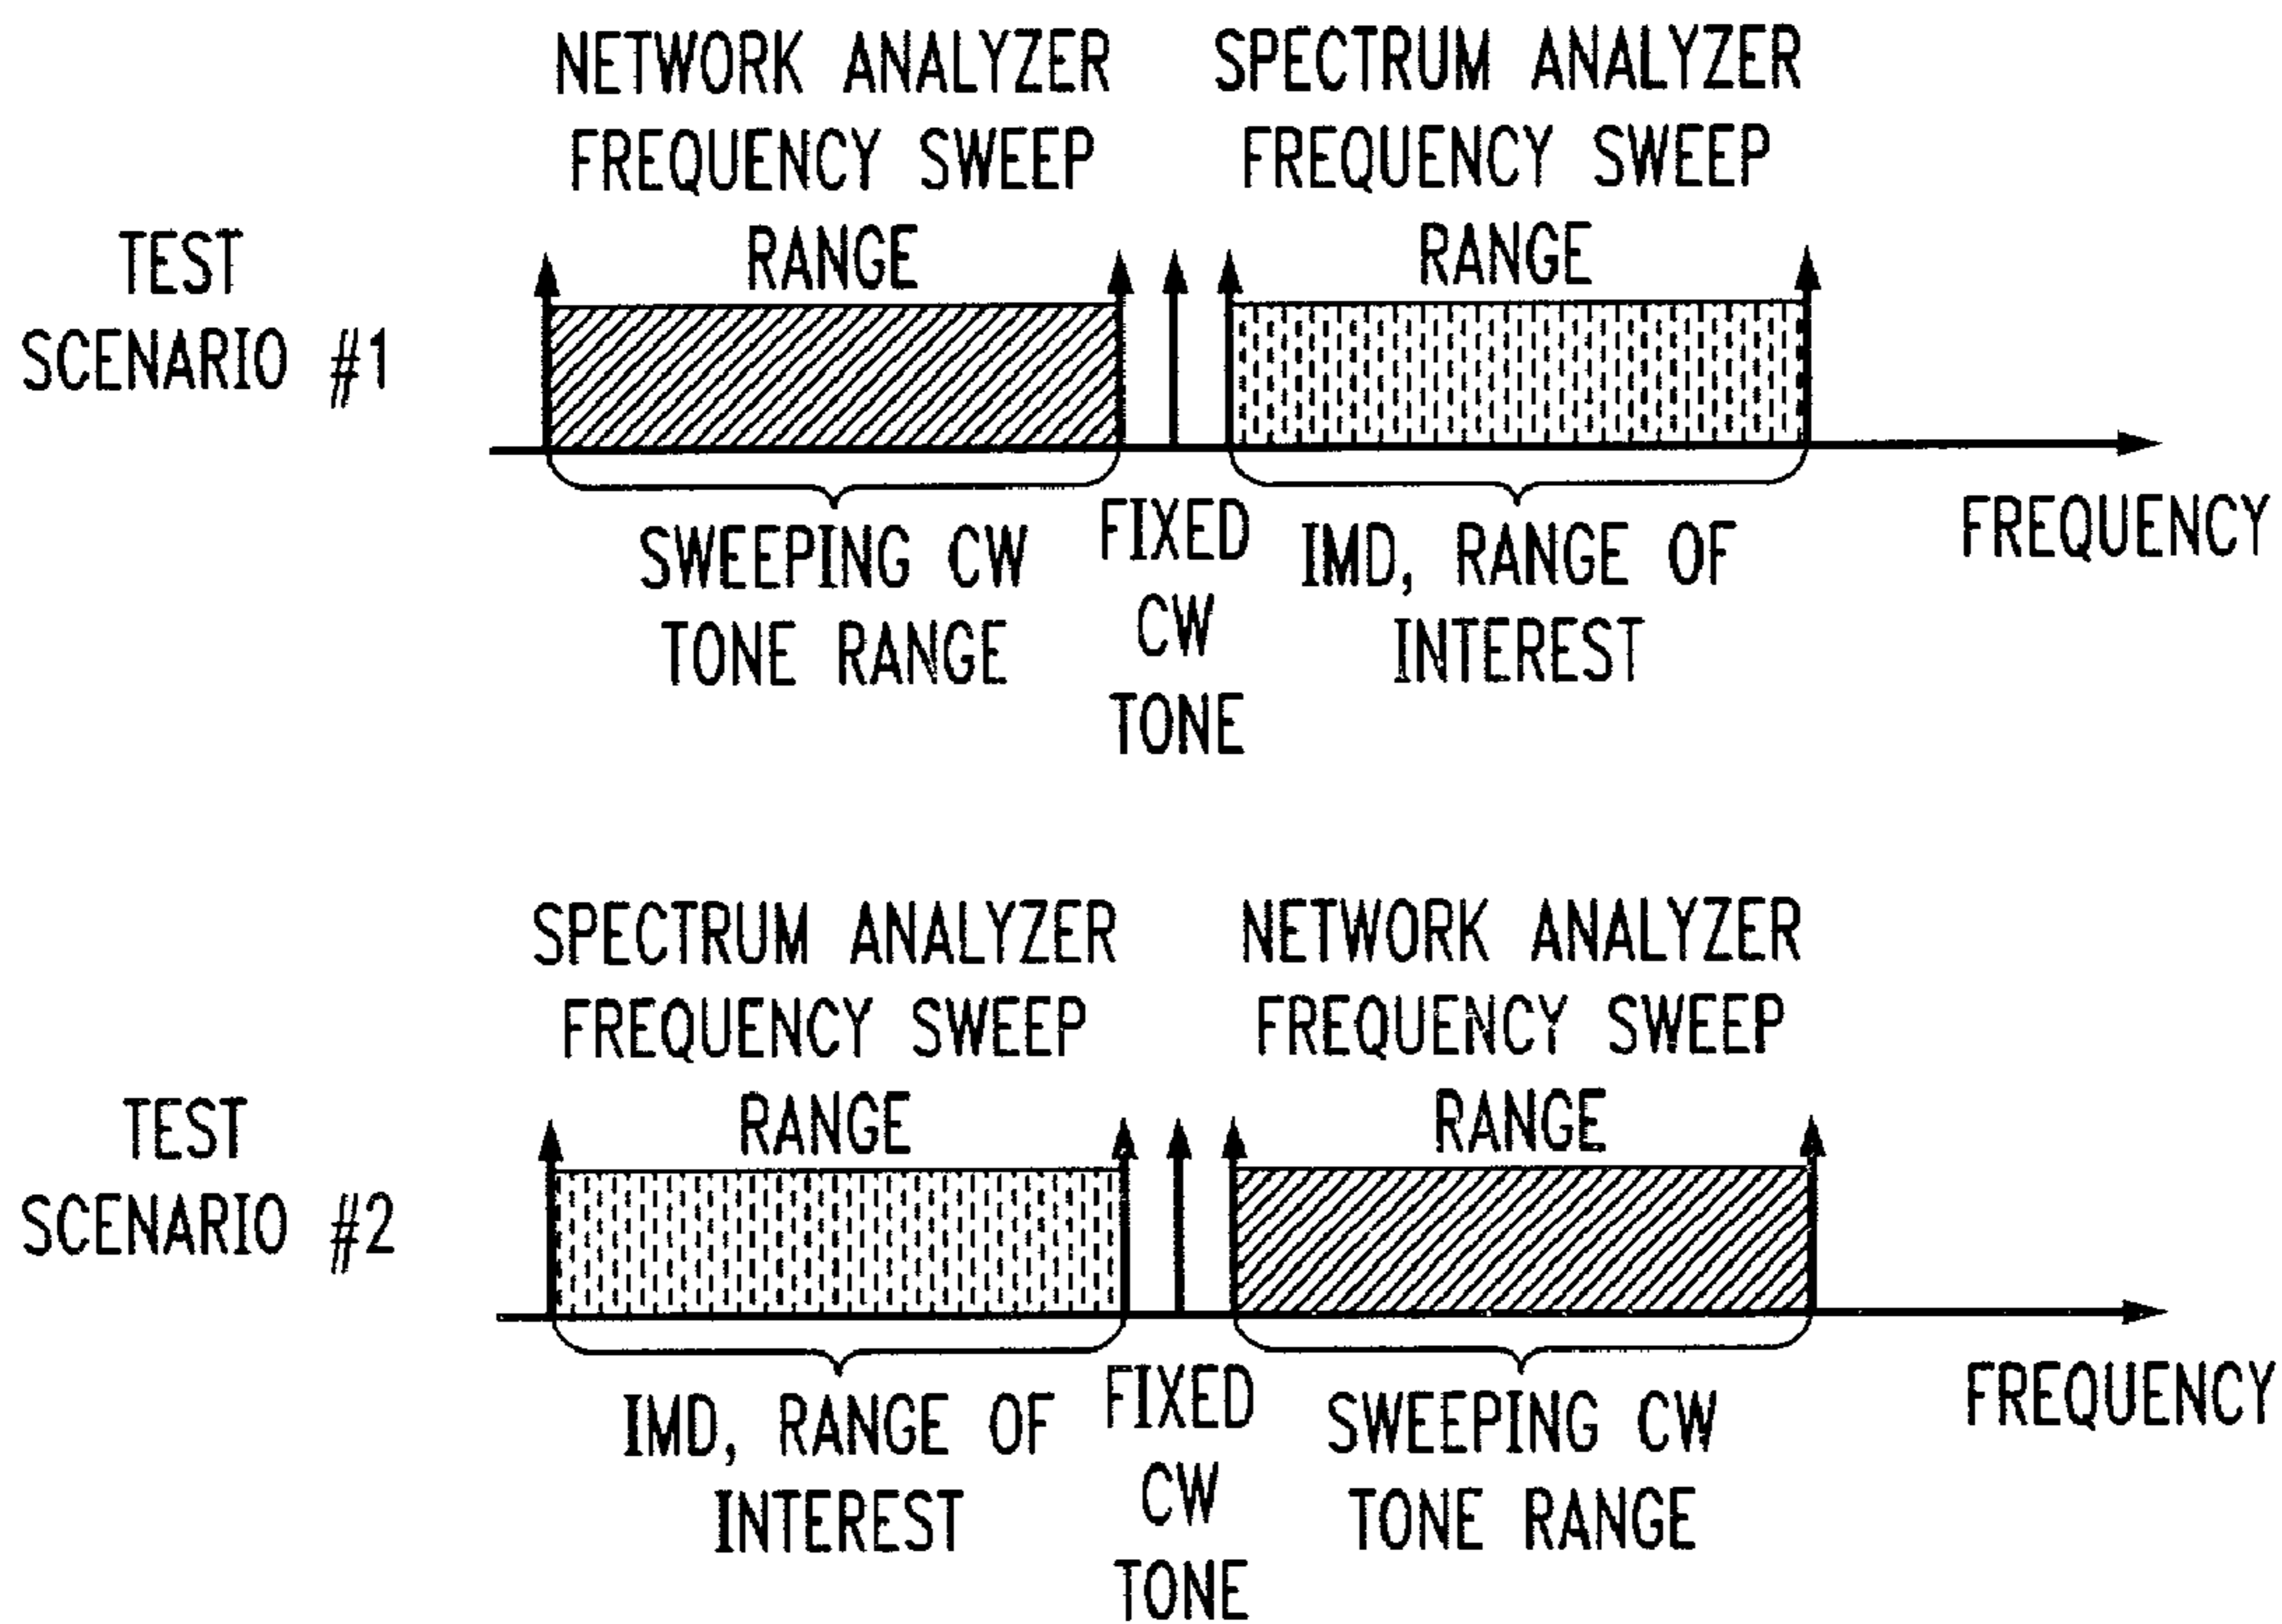 NETWORK ANALYZER
FREQUENCY SWEEP
RANGE
SPECTRUM ANALYZER
FREQUENCY SWEEP
RANGE
TEST
SCENARIO #1
SWEEPING CW
TONE RANGE
FIXED
CW
TONE
IMD, RANGE OF
INTEREST
FREQUENCY
SPECTRUM ANALYZER
FREQUENCY SWEEP
RANGE
NETWORK ANALYZER
FREQUENCY SWEEP
RANGE
TEST
SCENARIO #2
IMD, RANGE OF
INTEREST
FIXED
CW
TONE
SWEEPING CW
TONE RANGE
FREQUENCY